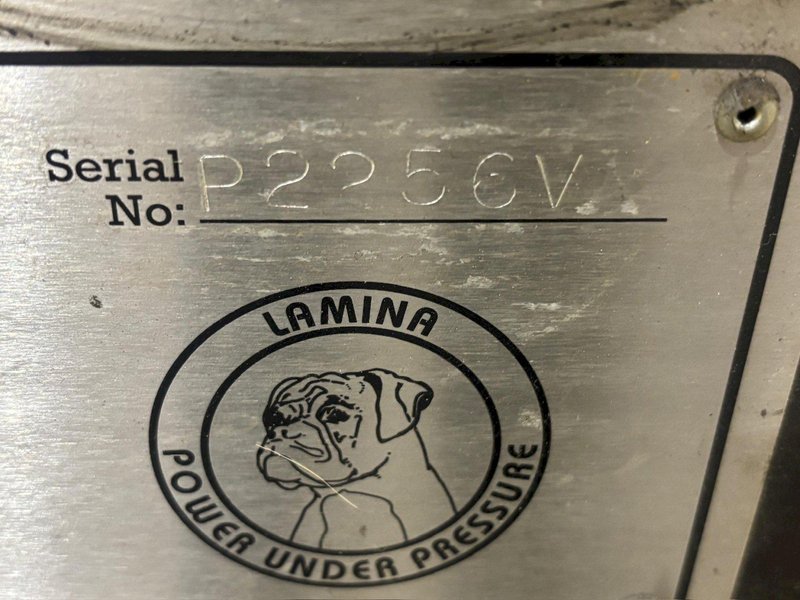 Serial
No: P2256V
LAMINA
POWER UNDER PRESSURE